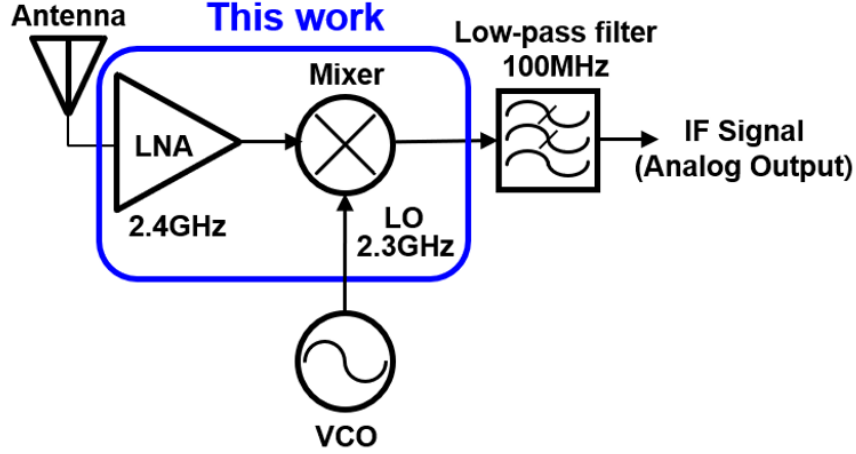 Antenna
This work
Low-pass filter
100MHz
Mixer
LNA
IF Signal
(Analog Output)
2.4GHz
LO
2.3GHz
VCO